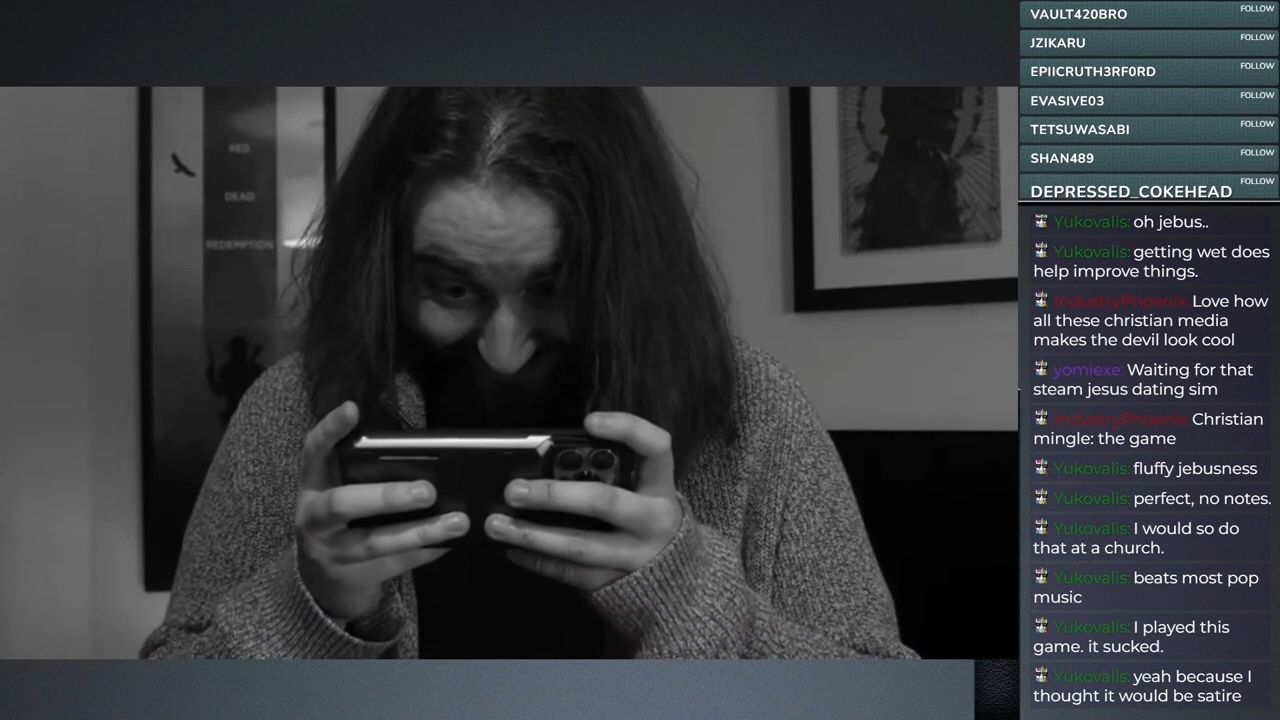 RED
DEAD
REDEMPTION
VAULT420BRO FOLLOW
JZIKARU FOLLOW
EPIICRUTH3RF0RD FOLLOW
EVASIVE03 FOLLOW
TETSUWASABI FOLLOW
SHAN489 FOLLOW
DEPRESSED_COKEHEAD FOLLOW
Yukovalis: oh jebus..
Yukovalis: getting wet does
help improve things.
IndustryPhoenix: Love how
all these christian media
makes the devil look cool
yomiexe: Waiting for that
steam jesus dating sim
IndustryPhoenix: Christian
mingle: the game
Yukovalis: fluffy jebusness
Yukovalis: perfect, no notes.
Yukovalis: I would so do
that at a church.
Yukovalis: beats most pop
music
Yukovalis: I played this
game. it sucked.
Yukovalis: yeah because I
thought it would be satire